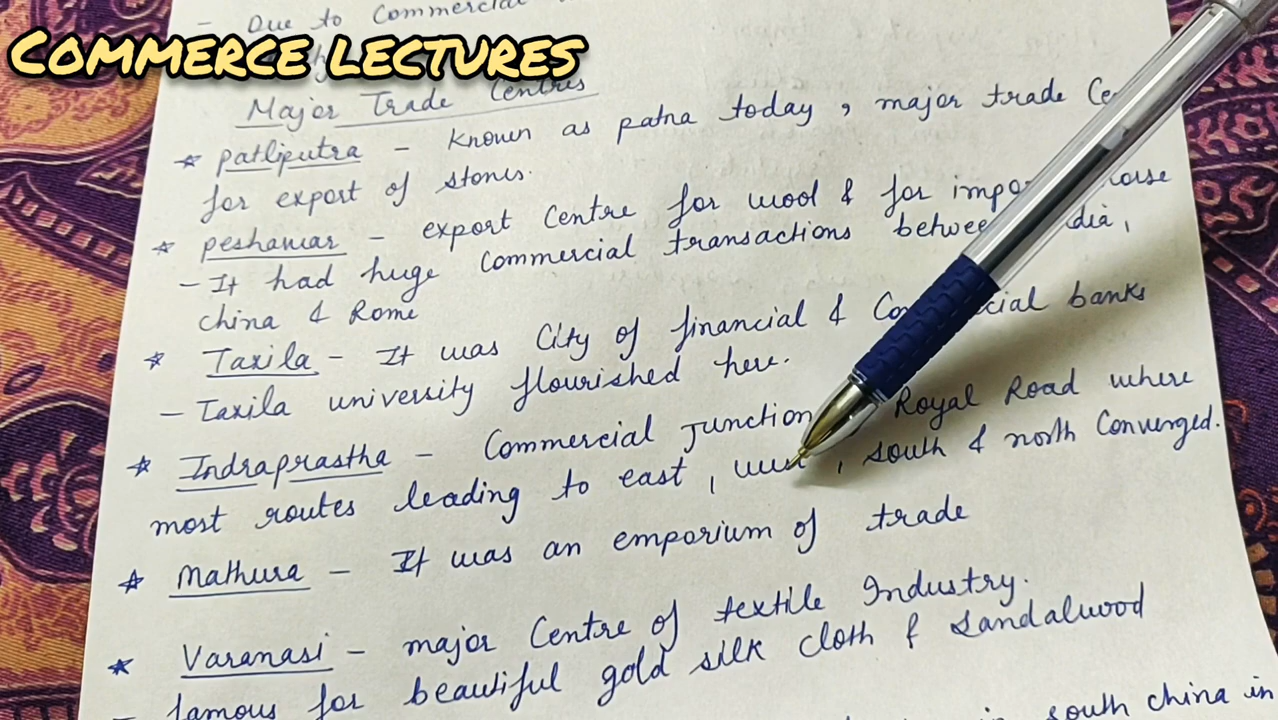 - Due to Commercial
COMMERCE LECTURES
Major Trade Centres
★ Patliputra - Known as patna today, major trade Ce
for export of stones.
★ peshawar - export Centre for wool & for impo horse
- It had huge commercial transactions betwee dia,
china & Rome
★ Taxila - It was City of financial & Co cial banks
- Taxila university flourished here.
★ Indraprastha - Commercial Junction Royal Road where
most routes leading to east, west, south & north Converged.
★ Mathura - It was an emporium of trade
★ Varanasi - major Centre of textile Industry.
- famous for beautiful gold silk cloth & Sandalwood
in south china in